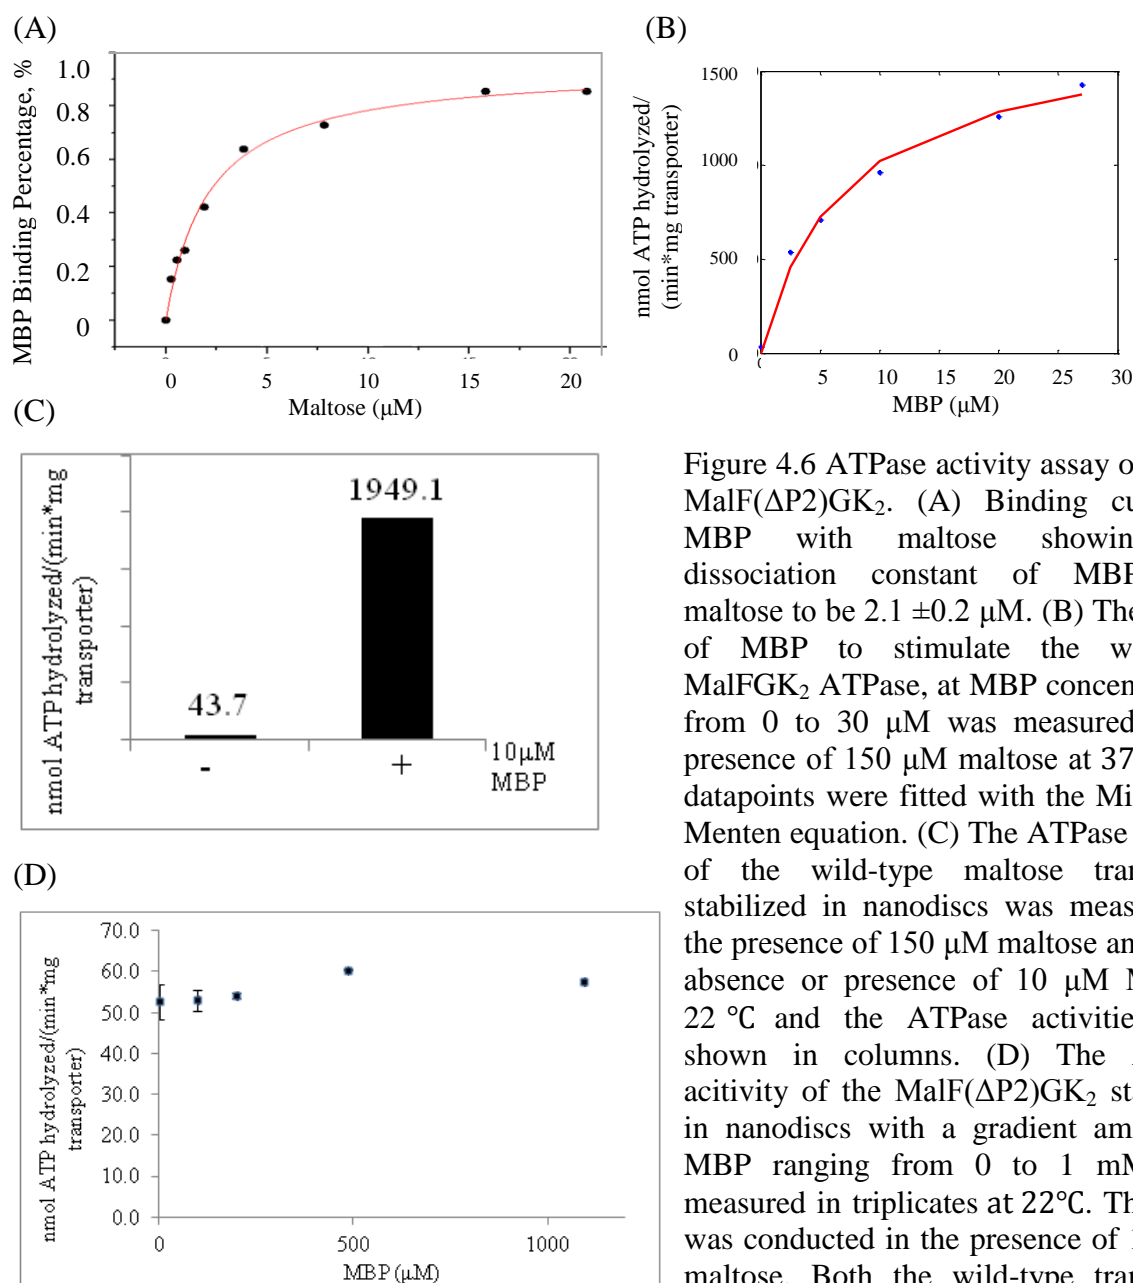 (A)
MBP Binding Percentage, %
1.0
0.8
0.6
0.4
0.2
0
0 5 10 15 20
Maltose (μM)
(B)
nmol ATP hydrolyzed/
(min*mg transporter)
1500
1000
500
0
5 10 15 20 25 30
MBP (μM)
(C)
nmol ATP hydrolyzed/(min*mg
transporter)
43.7
1949.1
- +
10μM
MBP
(D)
nmol ATP hydrolyzed/(min*mg
transporter)
70.0
60.0
50.0
40.0
30.0
20.0
10.0
0.0
0 500 1000
MBP (μM)
Figure 4.6 ATPase activity assay o
MalF(ΔP2)GK₂. (A) Binding cu
MBP with maltose showin
dissociation constant of MBP
maltose to be 2.1 ±0.2 μM. (B) The
of MBP to stimulate the w
MalFGK₂ ATPase, at MBP concen
from 0 to 30 μM was measured
presence of 150 μM maltose at 37
datapoints were fitted with the Mi
Menten equation. (C) The ATPase
of the wild-type maltose tran
stabilized in nanodiscs was meas
the presence of 150 μM maltose an
absence or presence of 10 μM M
22 ℃ and the ATPase activitie
shown in columns. (D) The
acitivity of the MalF(ΔP2)GK₂ sta
in nanodiscs with a gradient am
MBP ranging from 0 to 1 mM
measured in triplicates at 22℃. Th
was conducted in the presence of
maltose. Both the wild-type tran